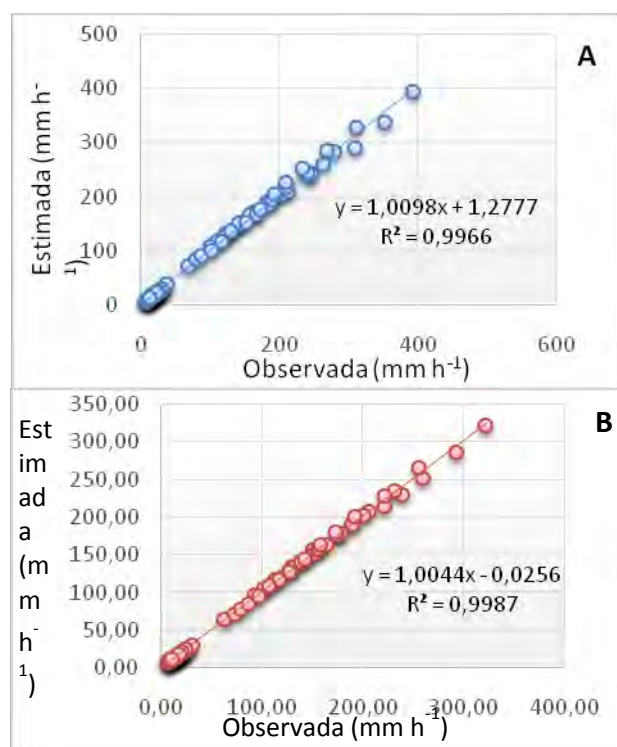 A
500
400
300
200
100
0
Estimada (mm h-
1)
y = 1,0098x + 1,2777
R² = 0,9966
0 200 400 600
Observada (mm h-1)
B
350,00
300,00
250,00
200,00
150,00
100,00
50,00
0,00
Est
im
ad
a
(m
m
h-
1)
y = 1,0044x - 0,0256
R² = 0,9987
0,00 100,00 200,00 300,00 400,00
Observada (mm h-1)